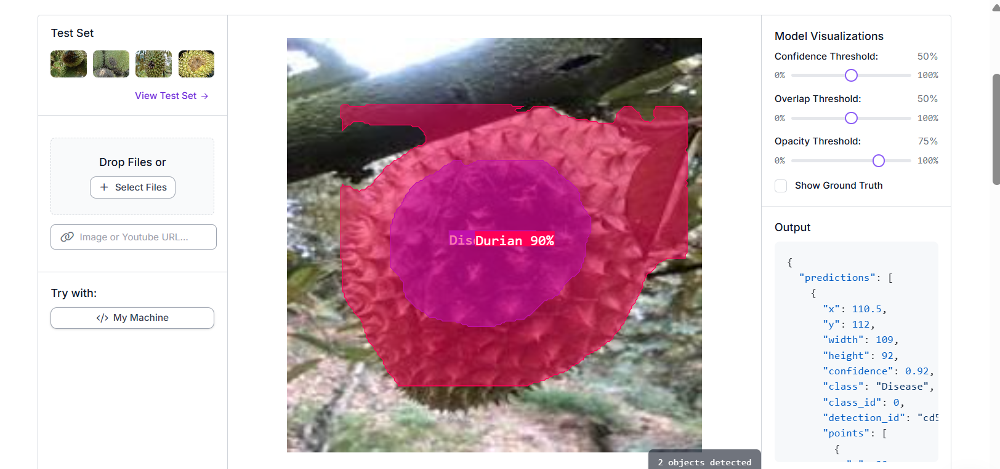 Test Set
View Test Set →
Drop Files or
+ Select Files
Image or Youtube URL...
Try with:
</> My Machine
Durian 90%
2 objects detected
Model Visualizations
Confidence Threshold: 50%
0% 100%
Overlap Threshold: 50%
0% 100%
Opacity Threshold: 75%
0% 100%
Show Ground Truth
Output
{
"predictions": [
{
"x": 110.5,
"y": 112,
"width": 109,
"height": 92,
"confidence": 0.92,
"class": "Disease",
"class_id": 0,
"detection_id": "cd5
"points": [
{